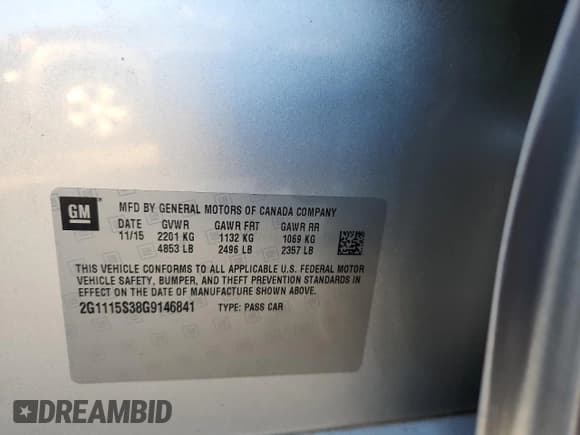 GM
MFD BY GENERAL MOTORS OF CANADA COMPANY
DATE GVWR GAWR FRT GAWR RR
11/15 2201 KG 1132 KG 1069 KG
4853 LB 2496 LB 2357 LB
THIS VEHICLE CONFORMS TO ALL APPLICABLE U.S. FEDERAL MOTOR
VEHICLE SAFETY, BUMPER, AND THEFT PREVENTION STANDARDS IN
EFFECT ON THE DATE OF MANUFACTURE SHOWN ABOVE.
2G1115S38G9146841 TYPE: PASS CAR
DREAMBID